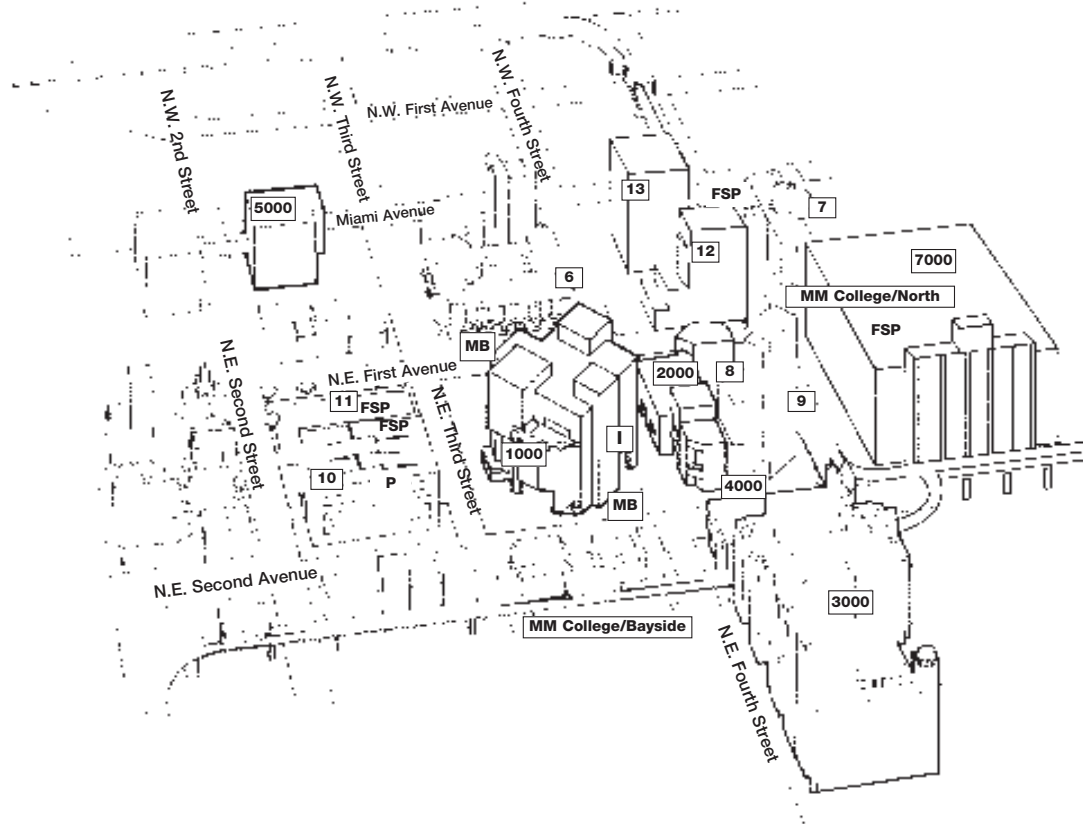 N.W. Fourth Street
N.W. Third Street
N.W. 2nd Street
N.W. First Avenue
13
FSP
7
5000
Miami Avenue
12
7000
6
MM College/North
FSP
MB
N.E. First Avenue
2000
8
11
FSP
9
FSP
N.E. Second Street
N.E. Third Street
I
1000
10
P
4000
MB
N.E. Second Avenue
3000
MM College/Bayside
N.E. Fourth Street